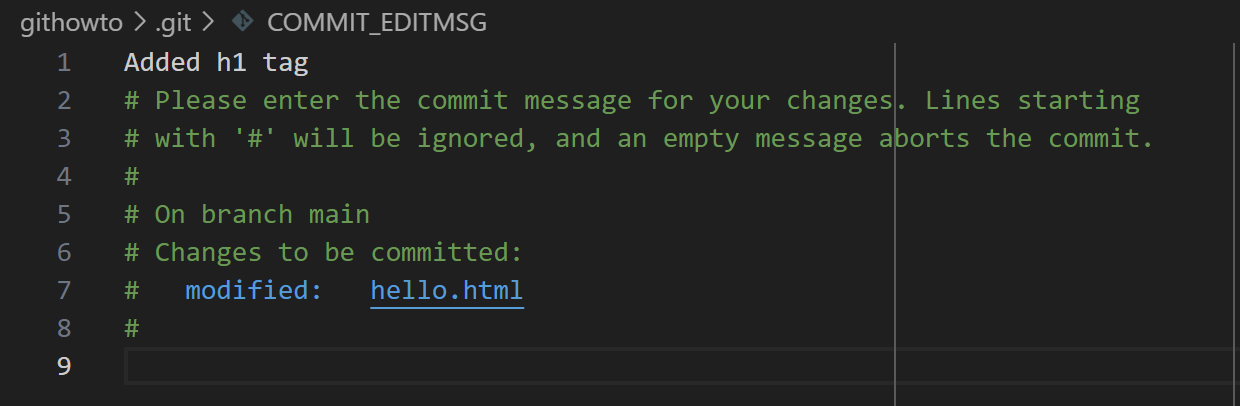 githowto > .git > COMMIT_EDITMSG
1 Added h1 tag
2 # Please enter the commit message for your changes. Lines starting
3 # with '#' will be ignored, and an empty message aborts the commit.
4 #
5 # On branch main
6 # Changes to be committed:
7 #   modified:   hello.html
8 #
9